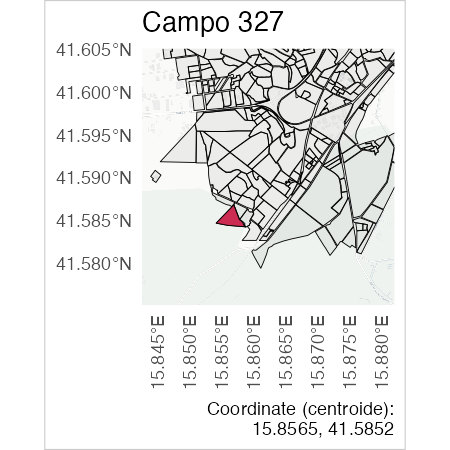 Campo 327
41.605°N
41.600°N
41.595°N
41.590°N
41.585°N
41.580°N
15.845°E
15.850°E
15.855°E
15.860°E
15.865°E
15.870°E
15.875°E
15.880°E
Coordinate (centroide):
15.8565, 41.5852